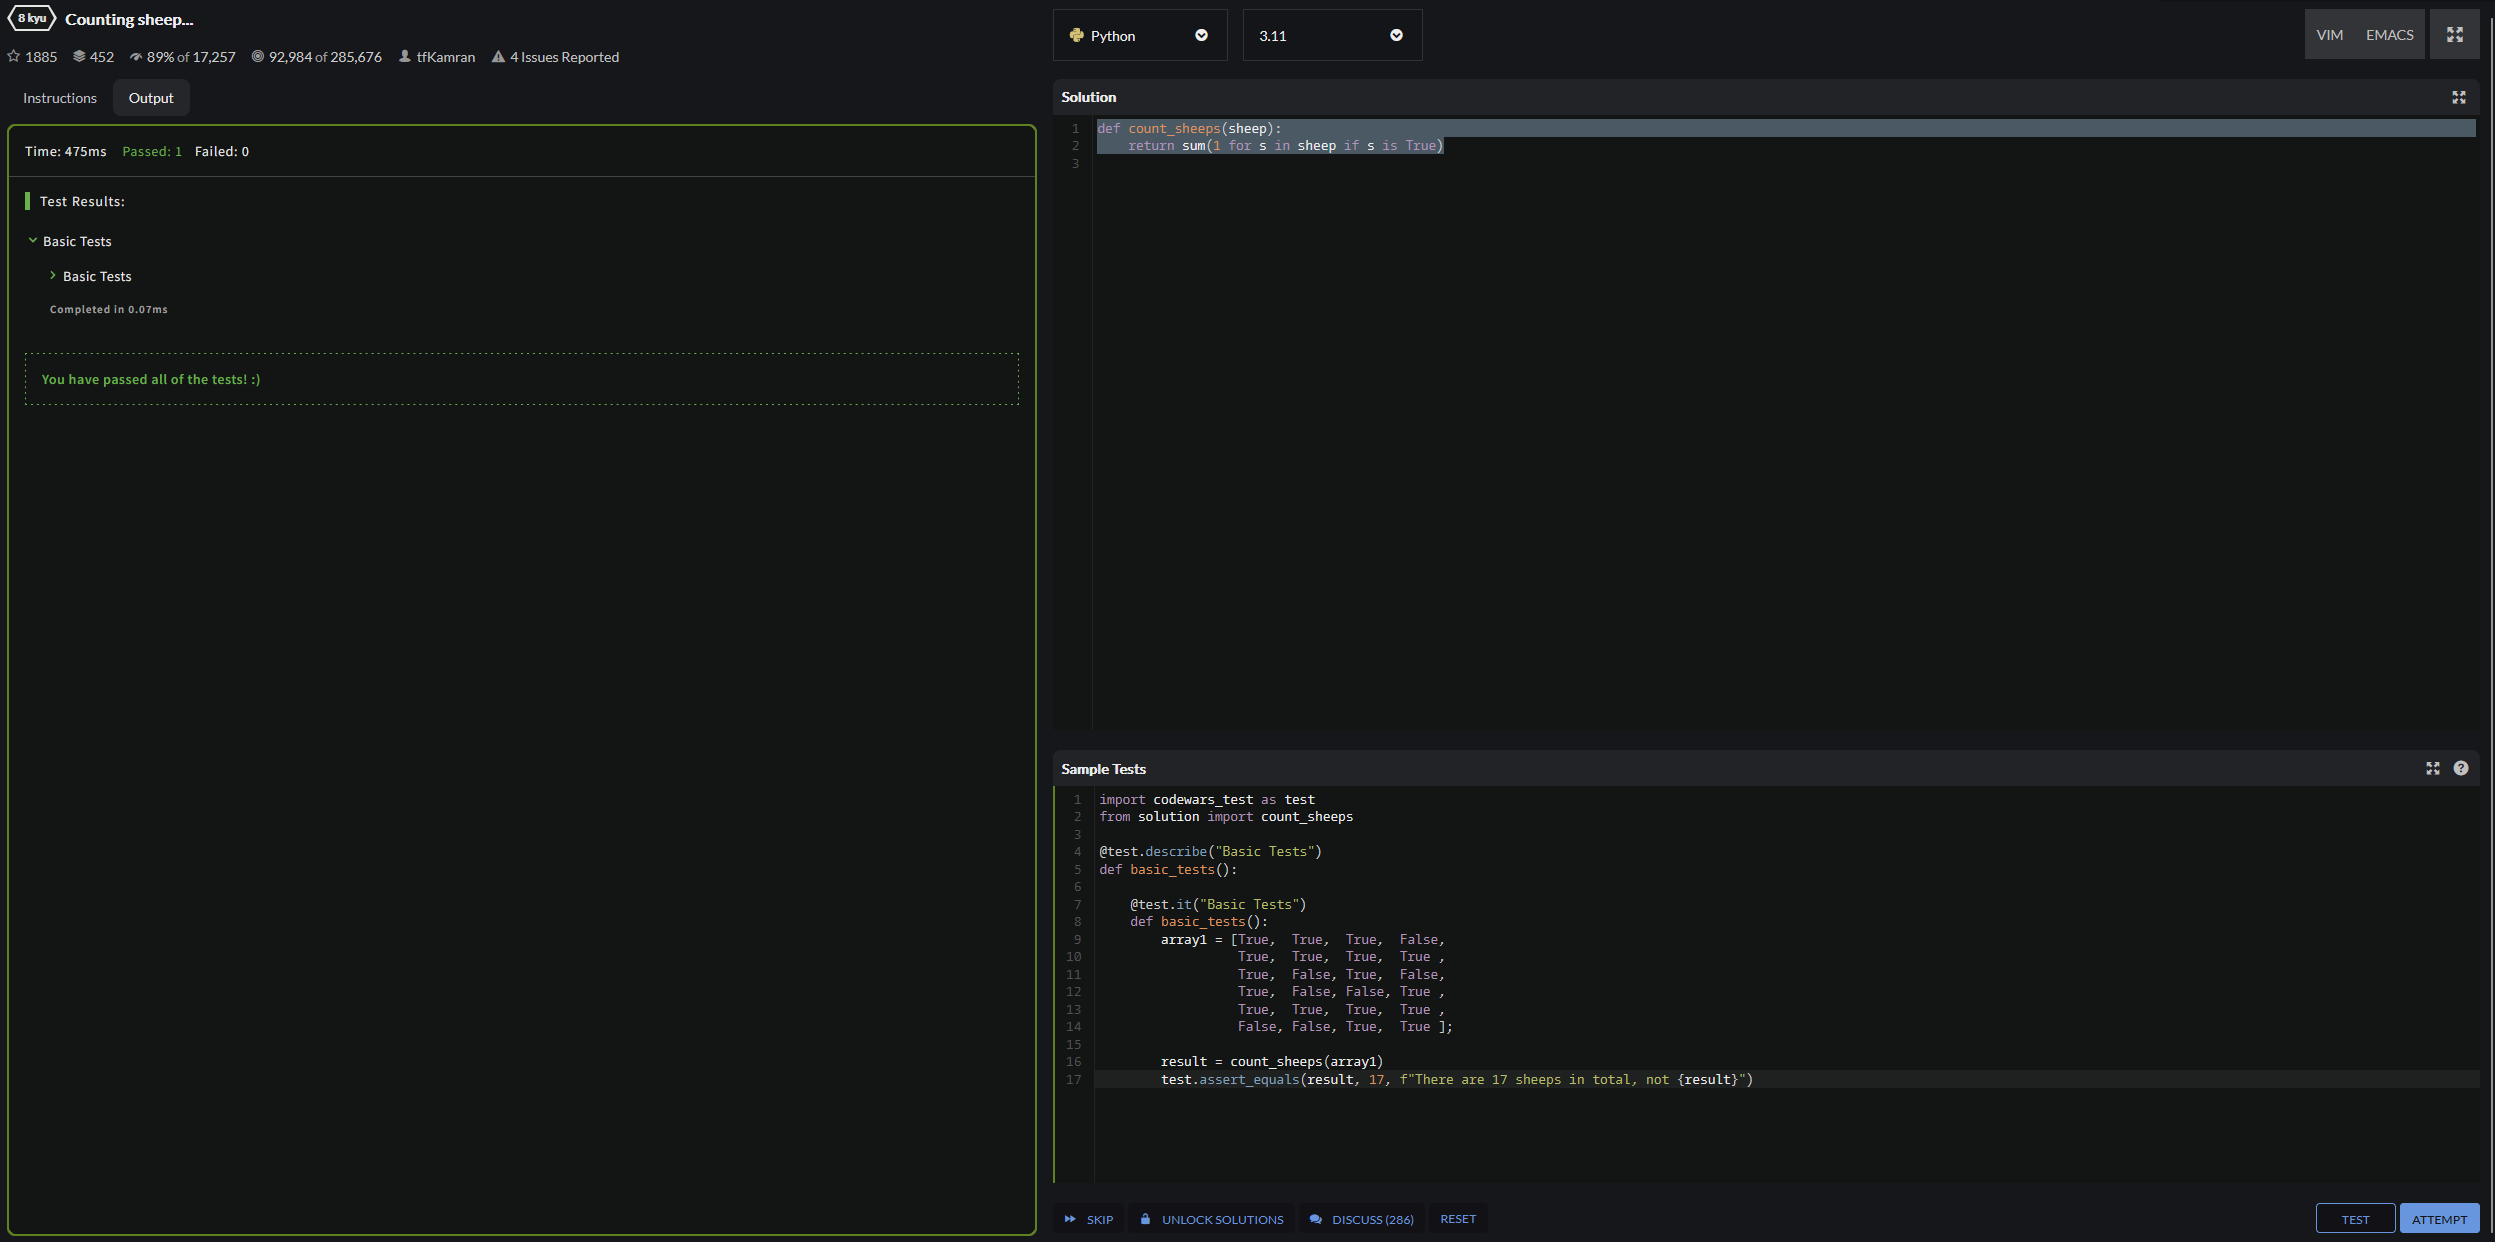 8 kyu Counting sheep...
1885 452 89% of 17,257 92,984 of 285,676 tfKamran 4 Issues Reported
Instructions Output
Time: 475ms Passed: 1 Failed: 0
Test Results:
Basic Tests
Basic Tests
Completed in 0.07ms
You have passed all of the tests! :)
Python 3.11 VIM EMACS
Solution
1 def count_sheeps(sheep):
2     return sum(1 for s in sheep if s is True)
3
Sample Tests
1 import codewars_test as test
2 from solution import count_sheeps
3
4 @test.describe("Basic Tests")
5 def basic_tests():
6
7     @test.it("Basic Tests")
8     def basic_tests():
9         array1 = [True,  True,  True,  False,
10                   True,  True,  True,  True ,
11                   True,  False, True,  False,
12                   True,  False, False, True ,
13                   True,  True,  True,  True ,
14                   False, False, True,  True ];
15
16         result = count_sheeps(array1)
17         test.assert_equals(result, 17, f"There are 17 sheeps in total, not {result}")
SKIP UNLOCK SOLUTIONS DISCUSS (286) RESET TEST ATTEMPT